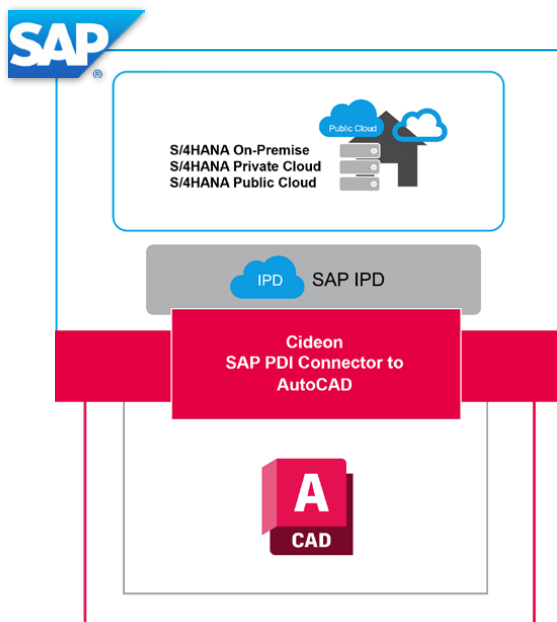 SAP
®
Public Cloud
S/4HANA On-Premise
S/4HANA Private Cloud
S/4HANA Public Cloud
IPD SAP IPD
Cideon
SAP PDI Connector to
AutoCAD
A
CAD